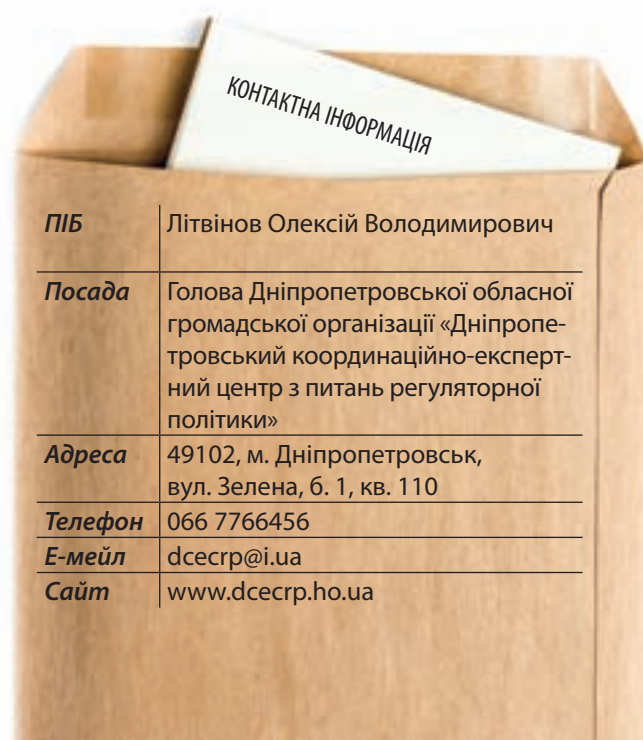 КОНТАКТНА ІНФОРМАЦІЯ
ПІБ Літвінов Олексій Володимирович
Посада Голова Дніпропетровської обласної
громадської організації «Дніпропе-
тровський координаційно-експерт-
ний центр з питань регуляторної
політики»
Адреса 49102, м. Дніпропетровськ,
вул. Зелена, б. 1, кв. 110
Телефон 066 7766456
Е-мейл dcecrp@i.ua
Сайт www.dcecrp.ho.ua